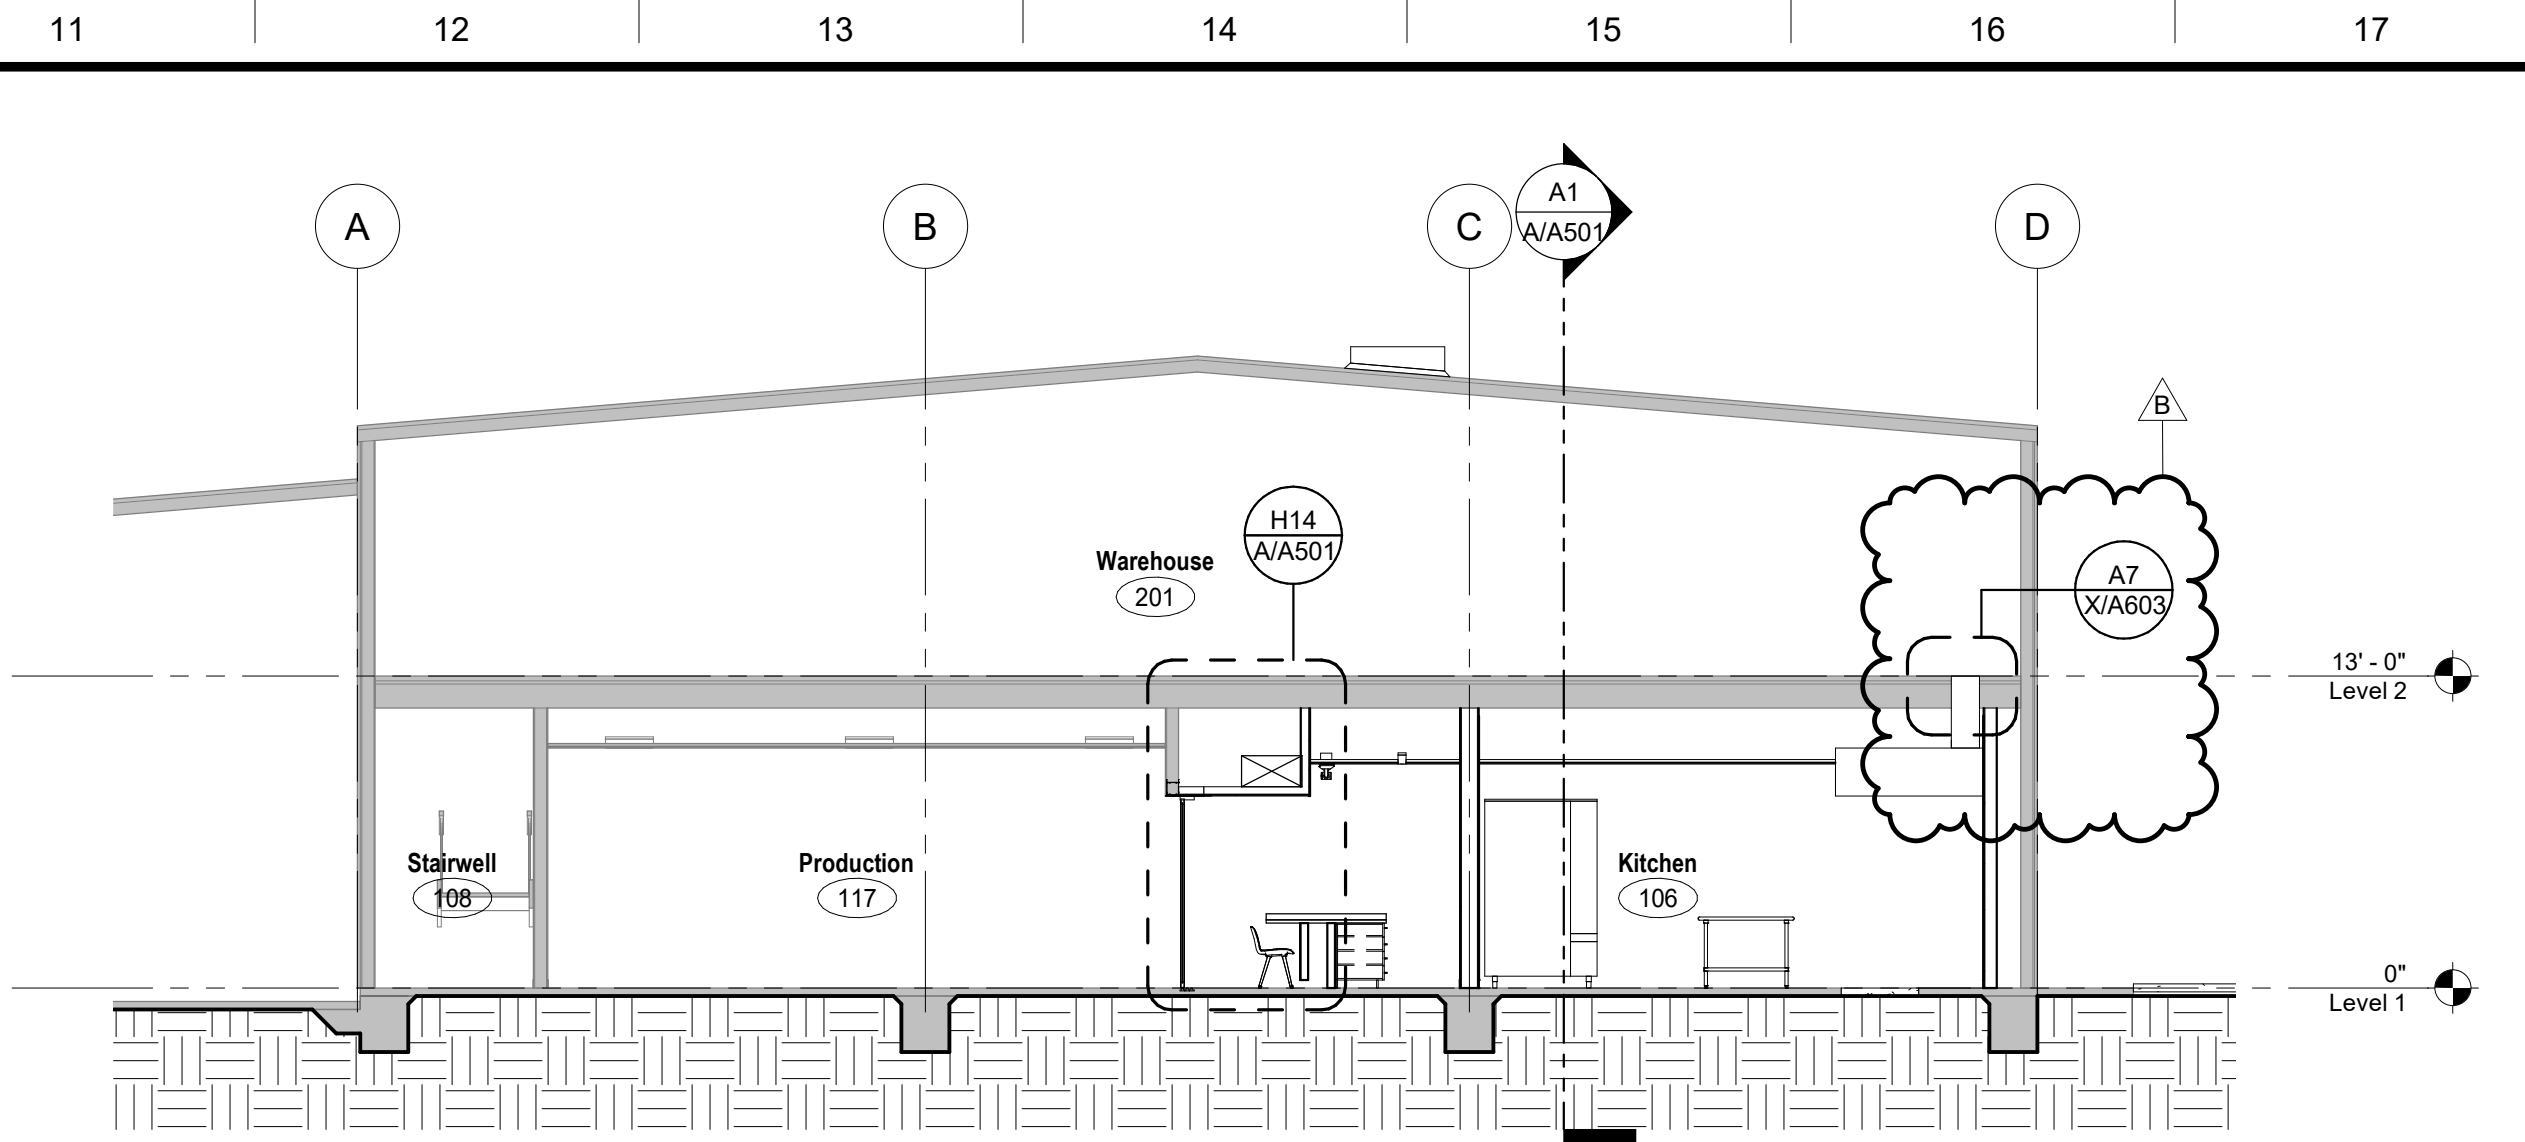 11 12 13 14 15 16 17
A B C D
A1
A/A501
B
H14
A/A501
Warehouse
201
A7
X/A603
13' - 0"
Level 2
Stairwell
108
Production
117
Kitchen
106
0"
Level 1